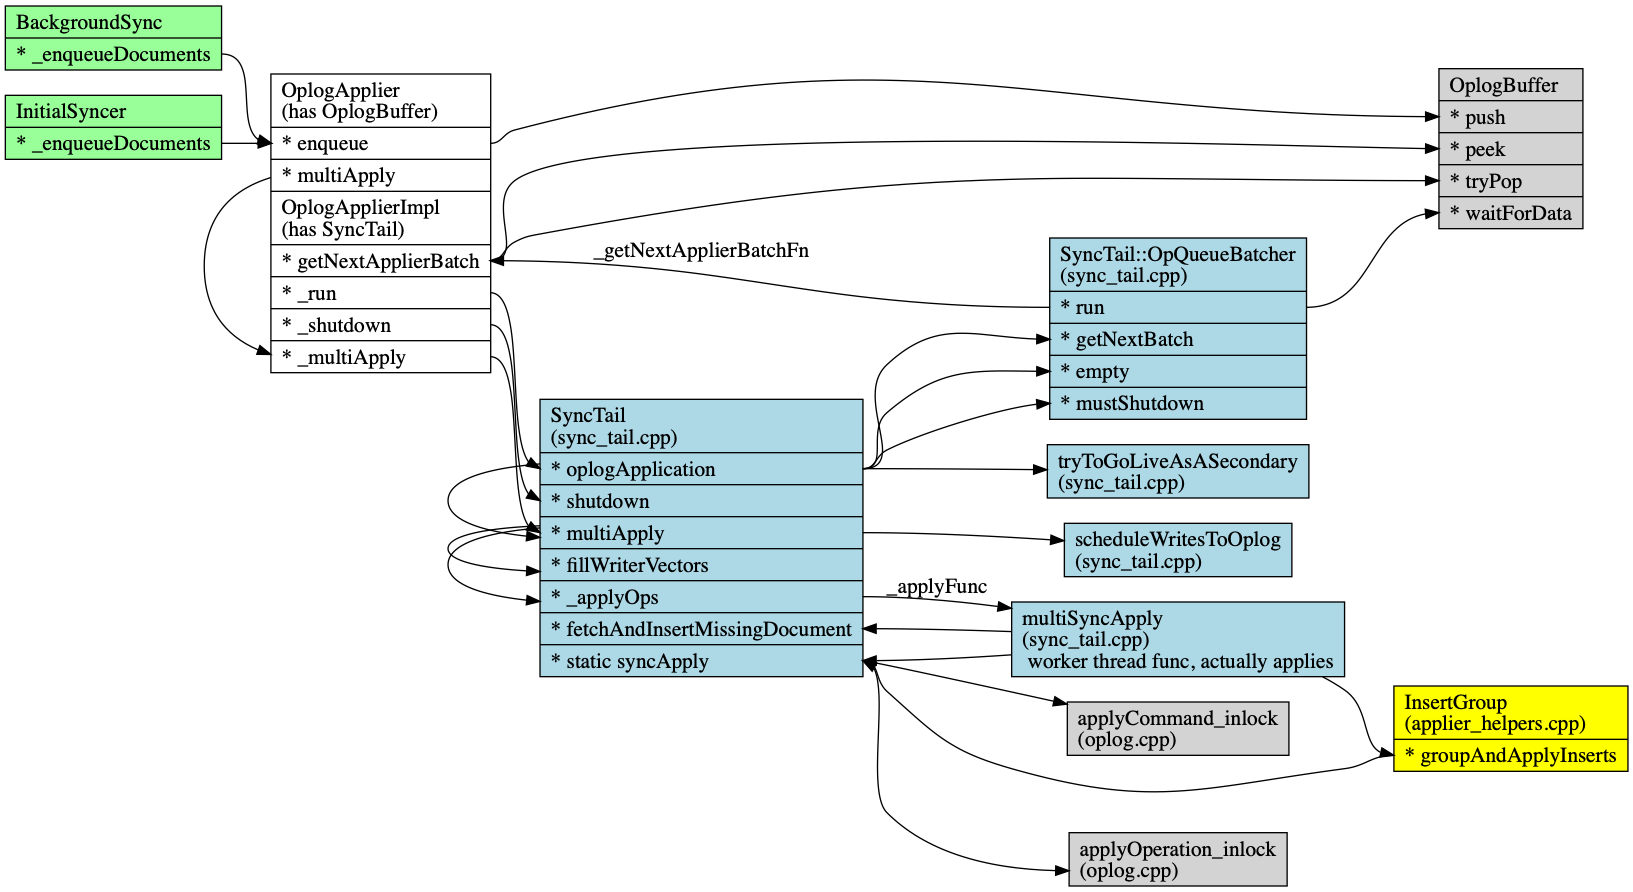 BackgroundSync
* _enqueueDocuments
InitialSyncer
* _enqueueDocuments
OplogApplier
(has OplogBuffer)
* enqueue
* multiApply
OplogApplierImpl
(has SyncTail)
* getNextApplierBatch
* _run
* _shutdown
* _multiApply
OplogBuffer
* push
* peek
* tryPop
* waitForData
_getNextApplierBatchFn
SyncTail::OpQueueBatcher
(sync_tail.cpp)
* run
* getNextBatch
* empty
* mustShutdown
SyncTail
(sync_tail.cpp)
* oplogApplication
* shutdown
* multiApply
* fillWriterVectors
* _applyOps
* fetchAndInsertMissingDocument
* static syncApply
tryToGoLiveAsASecondary
(sync_tail.cpp)
scheduleWritesToOplog
(sync_tail.cpp)
_applyFunc
multiSyncApply
(sync_tail.cpp)
worker thread func, actually applies
InsertGroup
(applier_helpers.cpp)
* groupAndApplyInserts
applyCommand_inlock
(oplog.cpp)
applyOperation_inlock
(oplog.cpp)